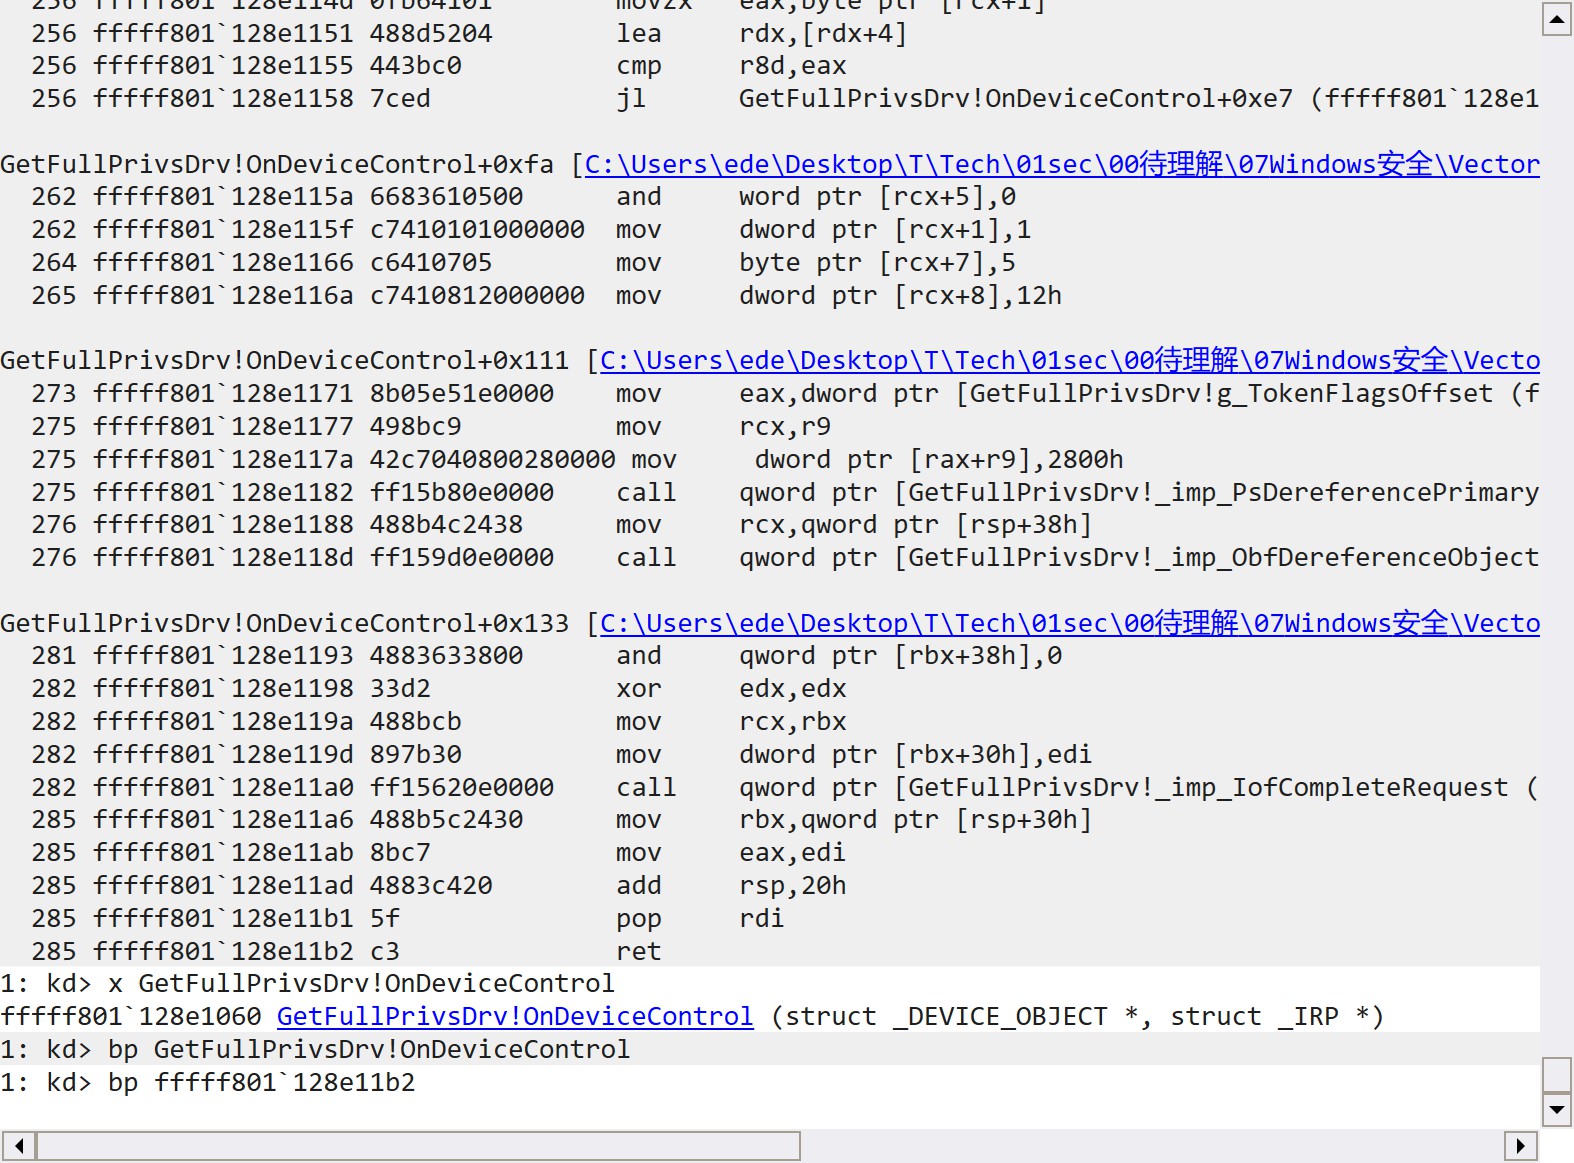 256 fffff801`128e114d 0fb64101 movzx eax,byte ptr [rcx+1]
256 fffff801`128e1151 488d5204 lea rdx,[rdx+4]
256 fffff801`128e1155 443bc0 cmp r8d,eax
256 fffff801`128e1158 7ced jl GetFullPrivsDrv!OnDeviceControl+0xe7 (fffff801`128e1
GetFullPrivsDrv!OnDeviceControl+0xfa [C:\Users\ede\Desktop\T\Tech\01sec\00待理解\07Windows安全\Vector
262 fffff801`128e115a 6683610500 and word ptr [rcx+5],0
262 fffff801`128e115f c7410101000000 mov dword ptr [rcx+1],1
264 fffff801`128e1166 c6410705 mov byte ptr [rcx+7],5
265 fffff801`128e116a c7410812000000 mov dword ptr [rcx+8],12h
GetFullPrivsDrv!OnDeviceControl+0x111 [C:\Users\ede\Desktop\T\Tech\01sec\00待理解\07Windows安全\Vecto
273 fffff801`128e1171 8b05e51e0000 mov eax,dword ptr [GetFullPrivsDrv!g_TokenFlagsOffset (f
275 fffff801`128e1177 498bc9 mov rcx,r9
275 fffff801`128e117a 42c7040800280000 mov dword ptr [rax+r9],2800h
275 fffff801`128e1182 ff15b80e0000 call qword ptr [GetFullPrivsDrv!_imp_PsDereferencePrimary
276 fffff801`128e1188 488b4c2438 mov rcx,qword ptr [rsp+38h]
276 fffff801`128e118d ff159d0e0000 call qword ptr [GetFullPrivsDrv!_imp_ObfDereferenceObject
GetFullPrivsDrv!OnDeviceControl+0x133 [C:\Users\ede\Desktop\T\Tech\01sec\00待理解\07Windows安全\Vecto
281 fffff801`128e1193 4883633800 and qword ptr [rbx+38h],0
282 fffff801`128e1198 33d2 xor edx,edx
282 fffff801`128e119a 488bcb mov rcx,rbx
282 fffff801`128e119d 897b30 mov dword ptr [rbx+30h],edi
282 fffff801`128e11a0 ff15620e0000 call qword ptr [GetFullPrivsDrv!_imp_IofCompleteRequest (
285 fffff801`128e11a6 488b5c2430 mov rbx,qword ptr [rsp+30h]
285 fffff801`128e11ab 8bc7 mov eax,edi
285 fffff801`128e11ad 4883c420 add rsp,20h
285 fffff801`128e11b1 5f pop rdi
285 fffff801`128e11b2 c3 ret
1: kd> x GetFullPrivsDrv!OnDeviceControl
fffff801`128e1060 GetFullPrivsDrv!OnDeviceControl (struct _DEVICE_OBJECT *, struct _IRP *)
1: kd> bp GetFullPrivsDrv!OnDeviceControl
1: kd> bp fffff801`128e11b2